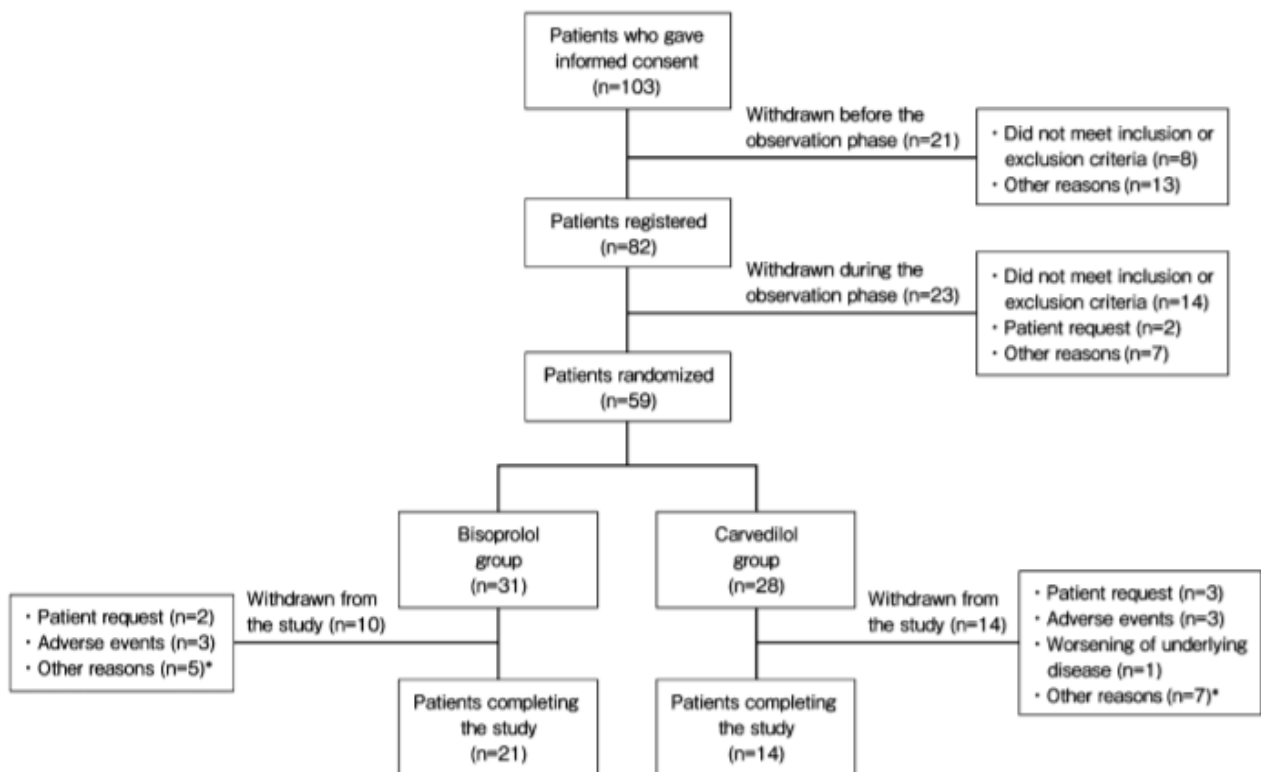 Patients who gave
informed consent
(n=103)
Withdrawn before the
observation phase (n=21)
・Did not meet inclusion or
exclusion criteria (n=8)
・Other reasons (n=13)
Patients registered
(n=82)
Withdrawn during the
observation phase (n=23)
・Did not meet inclusion or
exclusion criteria (n=14)
・Patient request (n=2)
・Other reasons (n=7)
Patients randomized
(n=59)
Bisoprolol
group
(n=31)
Carvedilol
group
(n=28)
・Patient request (n=2)
・Adverse events (n=3)
・Other reasons (n=5)*
Withdrawn from
the study (n=10)
Withdrawn from
the study (n=14)
・Patient request (n=3)
・Adverse events (n=3)
・Worsening of underlying
disease (n=1)
・Other reasons (n=7)*
Patients completing
the study
(n=21)
Patients completing
the study
(n=14)